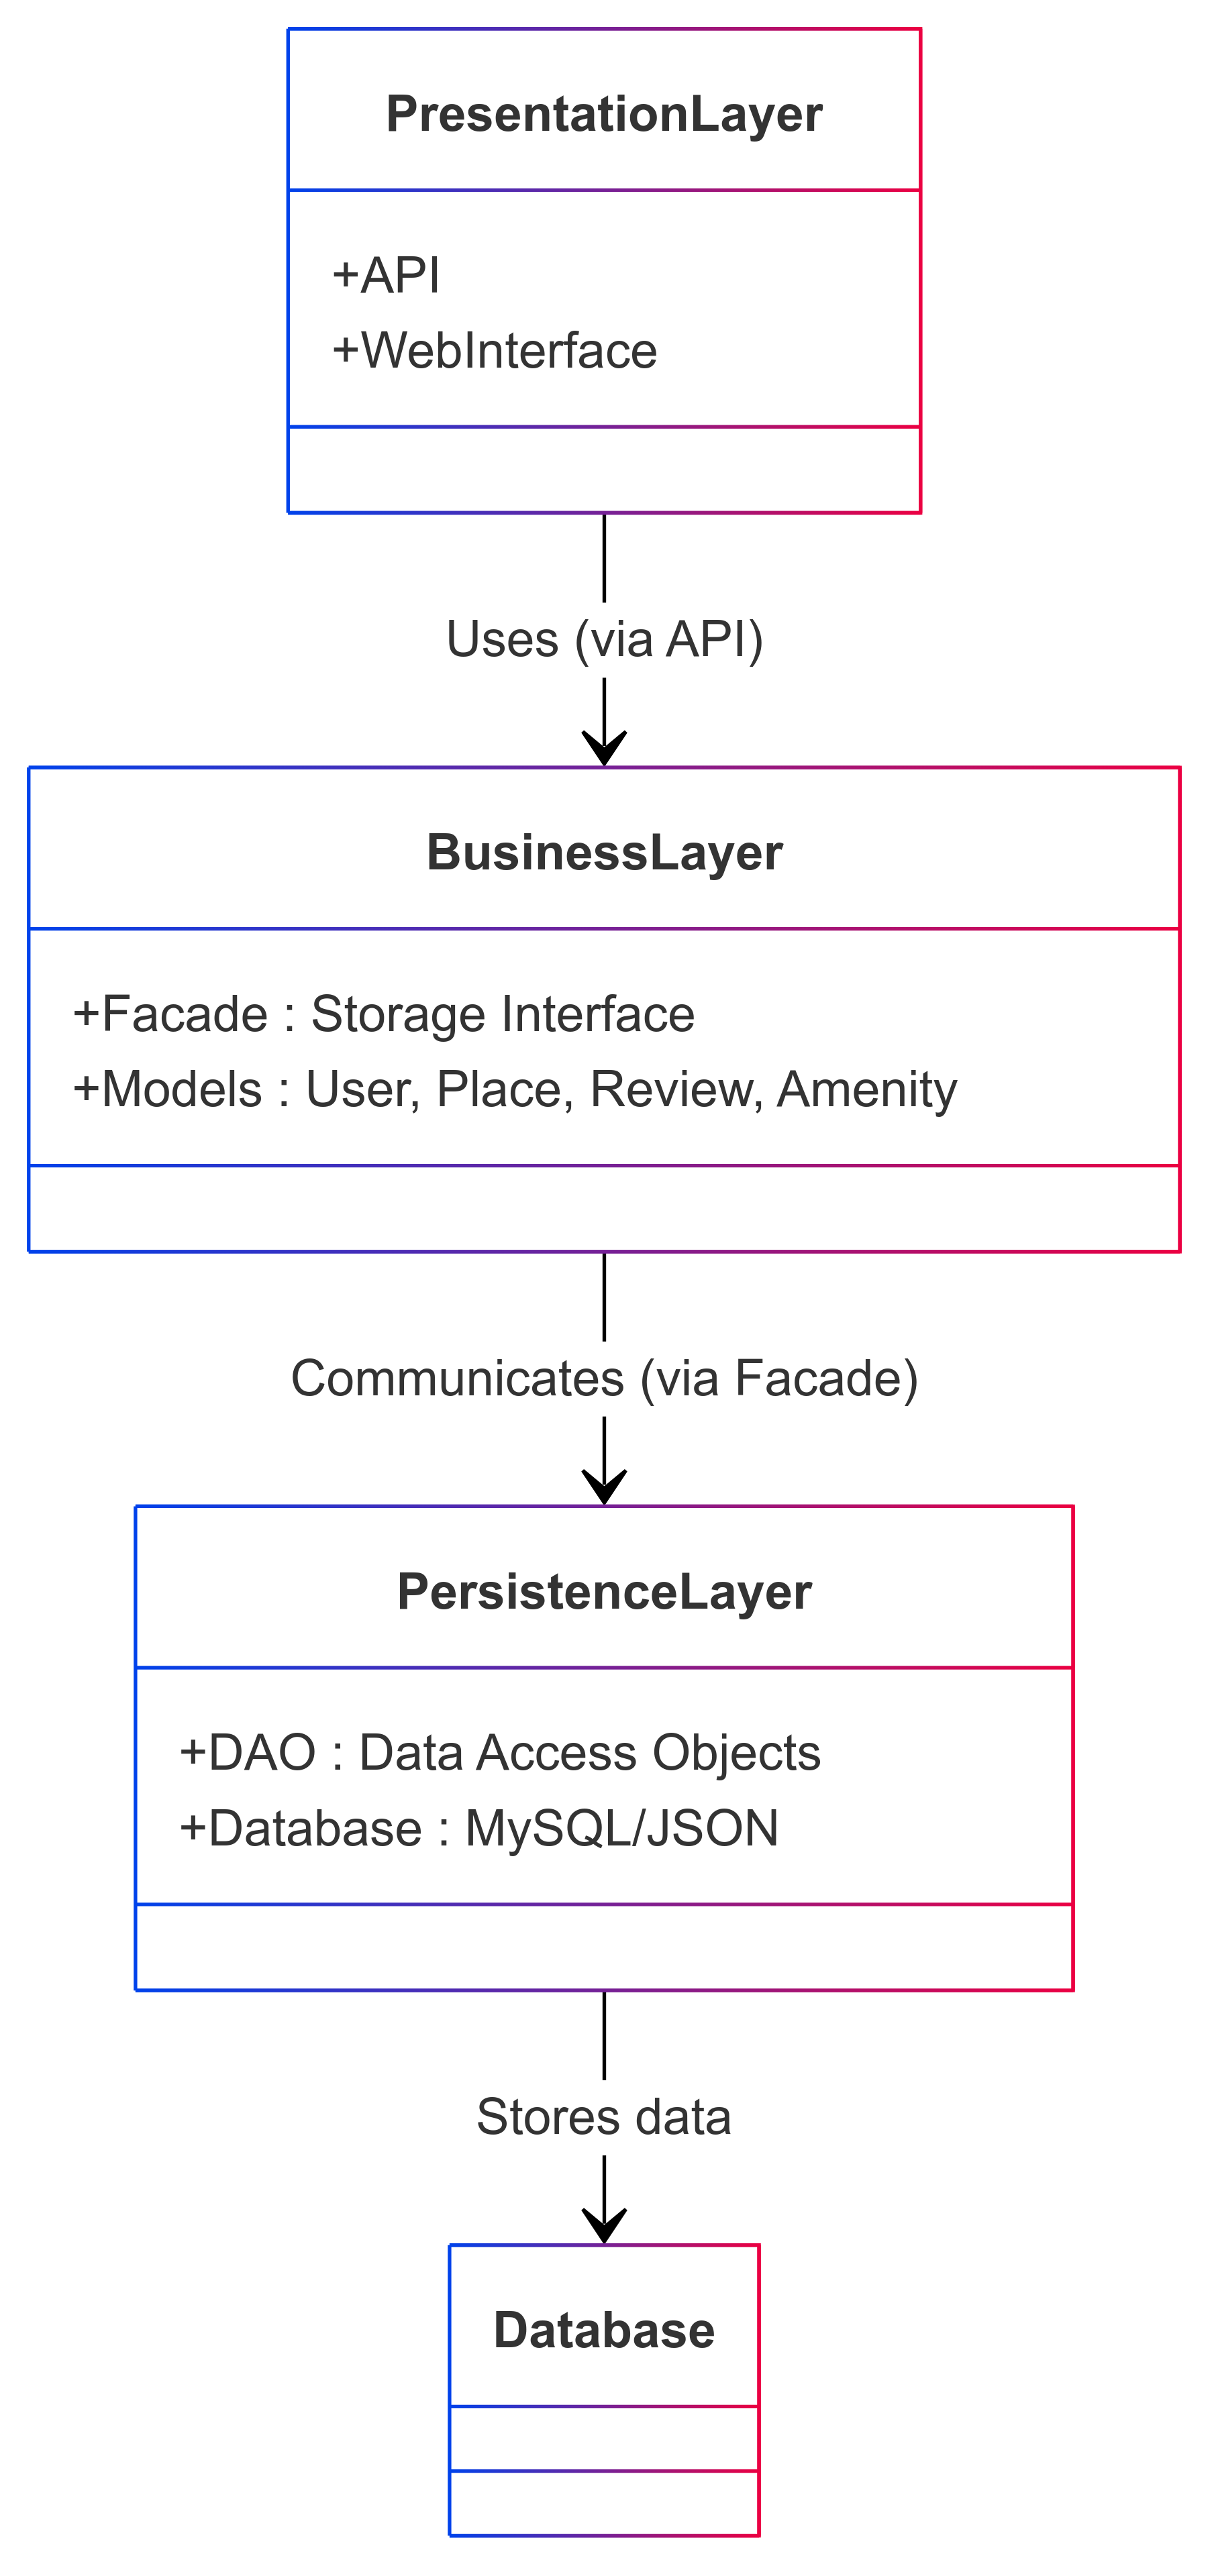 PresentationLayer
+API
+WebInterface
Uses (via API)
BusinessLayer
+Facade : Storage Interface
+Models : User, Place, Review, Amenity
Communicates (via Facade)
PersistenceLayer
+DAO : Data Access Objects
+Database : MySQL/JSON
Stores data
Database